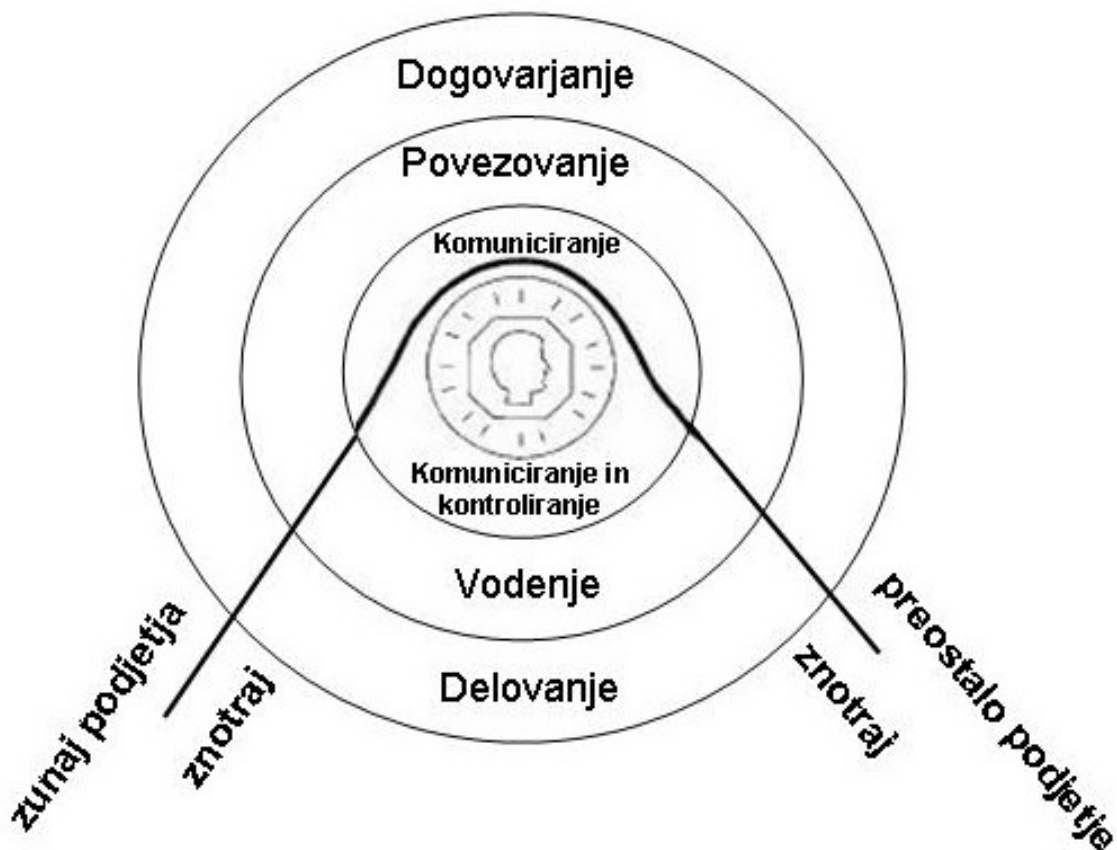 Dogovarjanje
Povezovanje
Komuniciranje
Komuniciranje in
kontroliranje
Vodenje
Delovanje
zunaj podjetja
znotraj
znotraj
preostalo podjetje